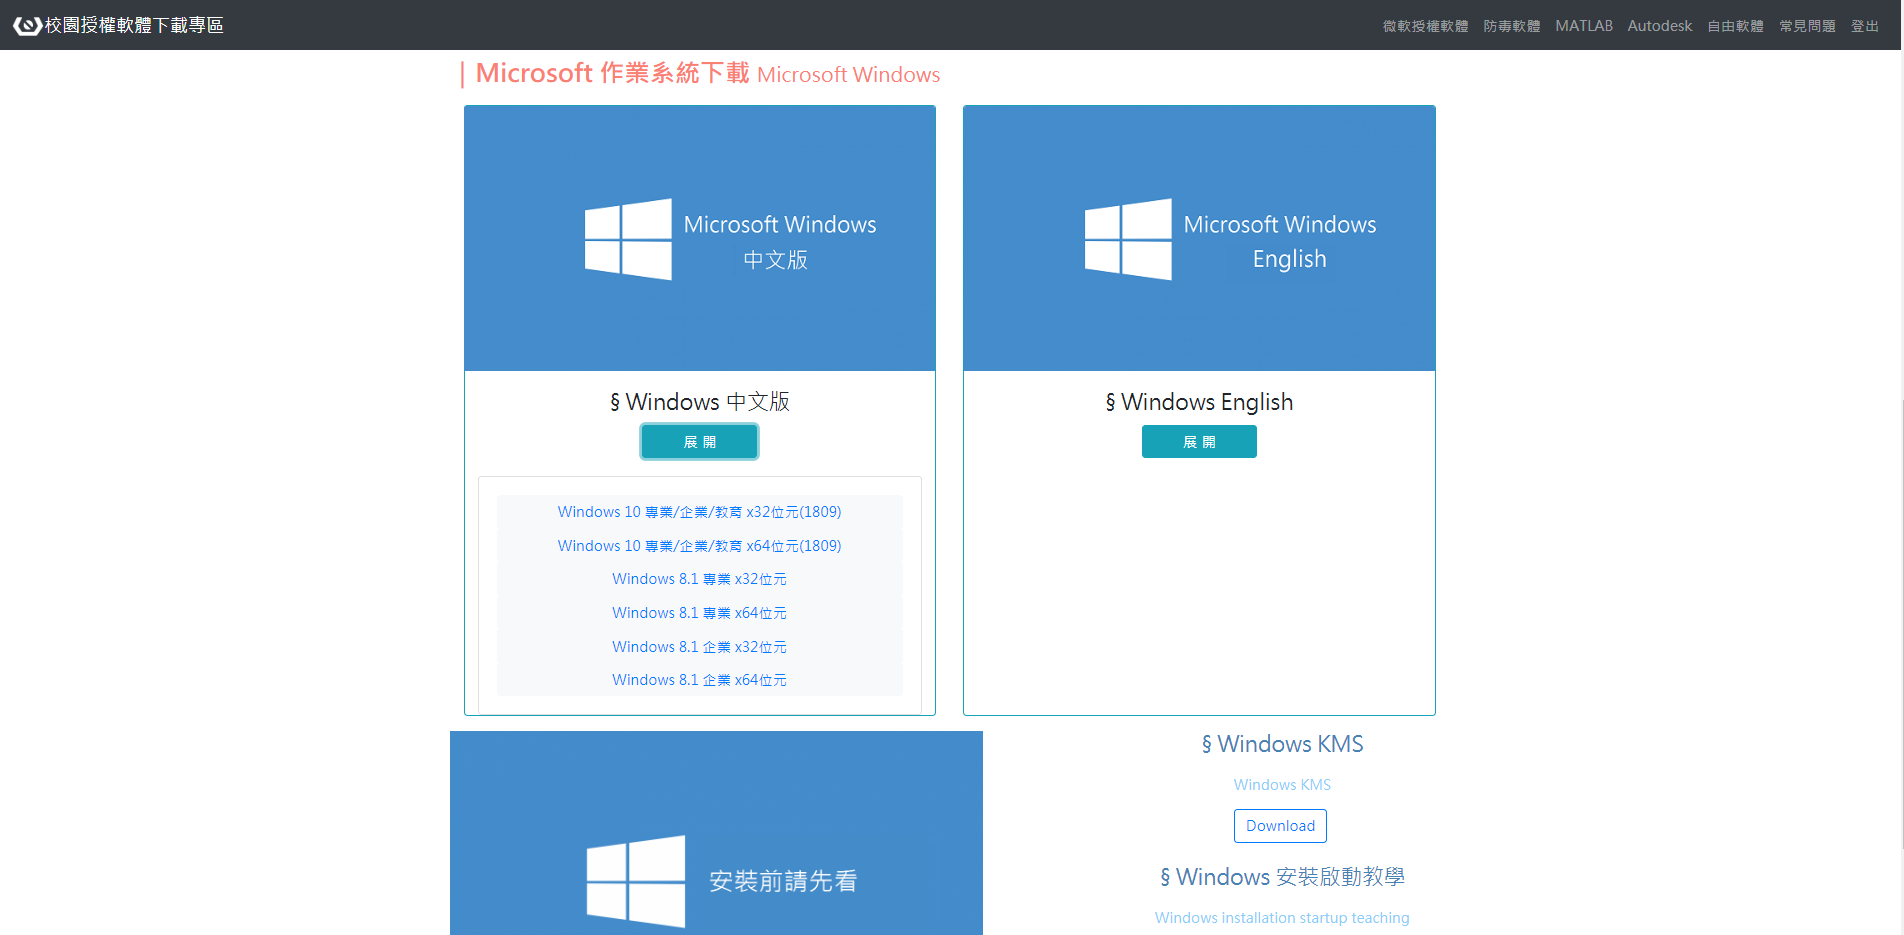 校園授權軟體下載專區
微軟授權軟體 防毒軟體 MATLAB Autodesk 自由軟體 常見問題 登出
| Microsoft 作業系統下載 Microsoft Windows
Microsoft Windows
中文版
§ Windows 中文版
展 開
Windows 10 專業/企業/教育 x32位元(1809)
Windows 10 專業/企業/教育 x64位元(1809)
Windows 8.1 專業 x32位元
Windows 8.1 專業 x64位元
Windows 8.1 企業 x32位元
Windows 8.1 企業 x64位元
Microsoft Windows
English
§ Windows English
展 開
安裝前請先看
§ Windows KMS
Windows KMS
Download
§ Windows 安裝啟動教學
Windows installation startup teaching